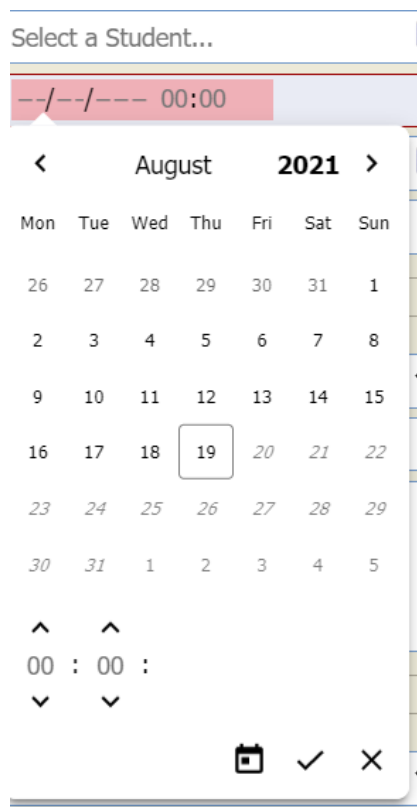 Select a Student...
--/--/--- 00:00
August 2021
Mon Tue Wed Thu Fri Sat Sun
26 27 28 29 30 31 1
2 3 4 5 6 7 8
9 10 11 12 13 14 15
16 17 18 19 20 21 22
23 24 25 26 27 28 29
30 31 1 2 3 4 5
00 : 00 :